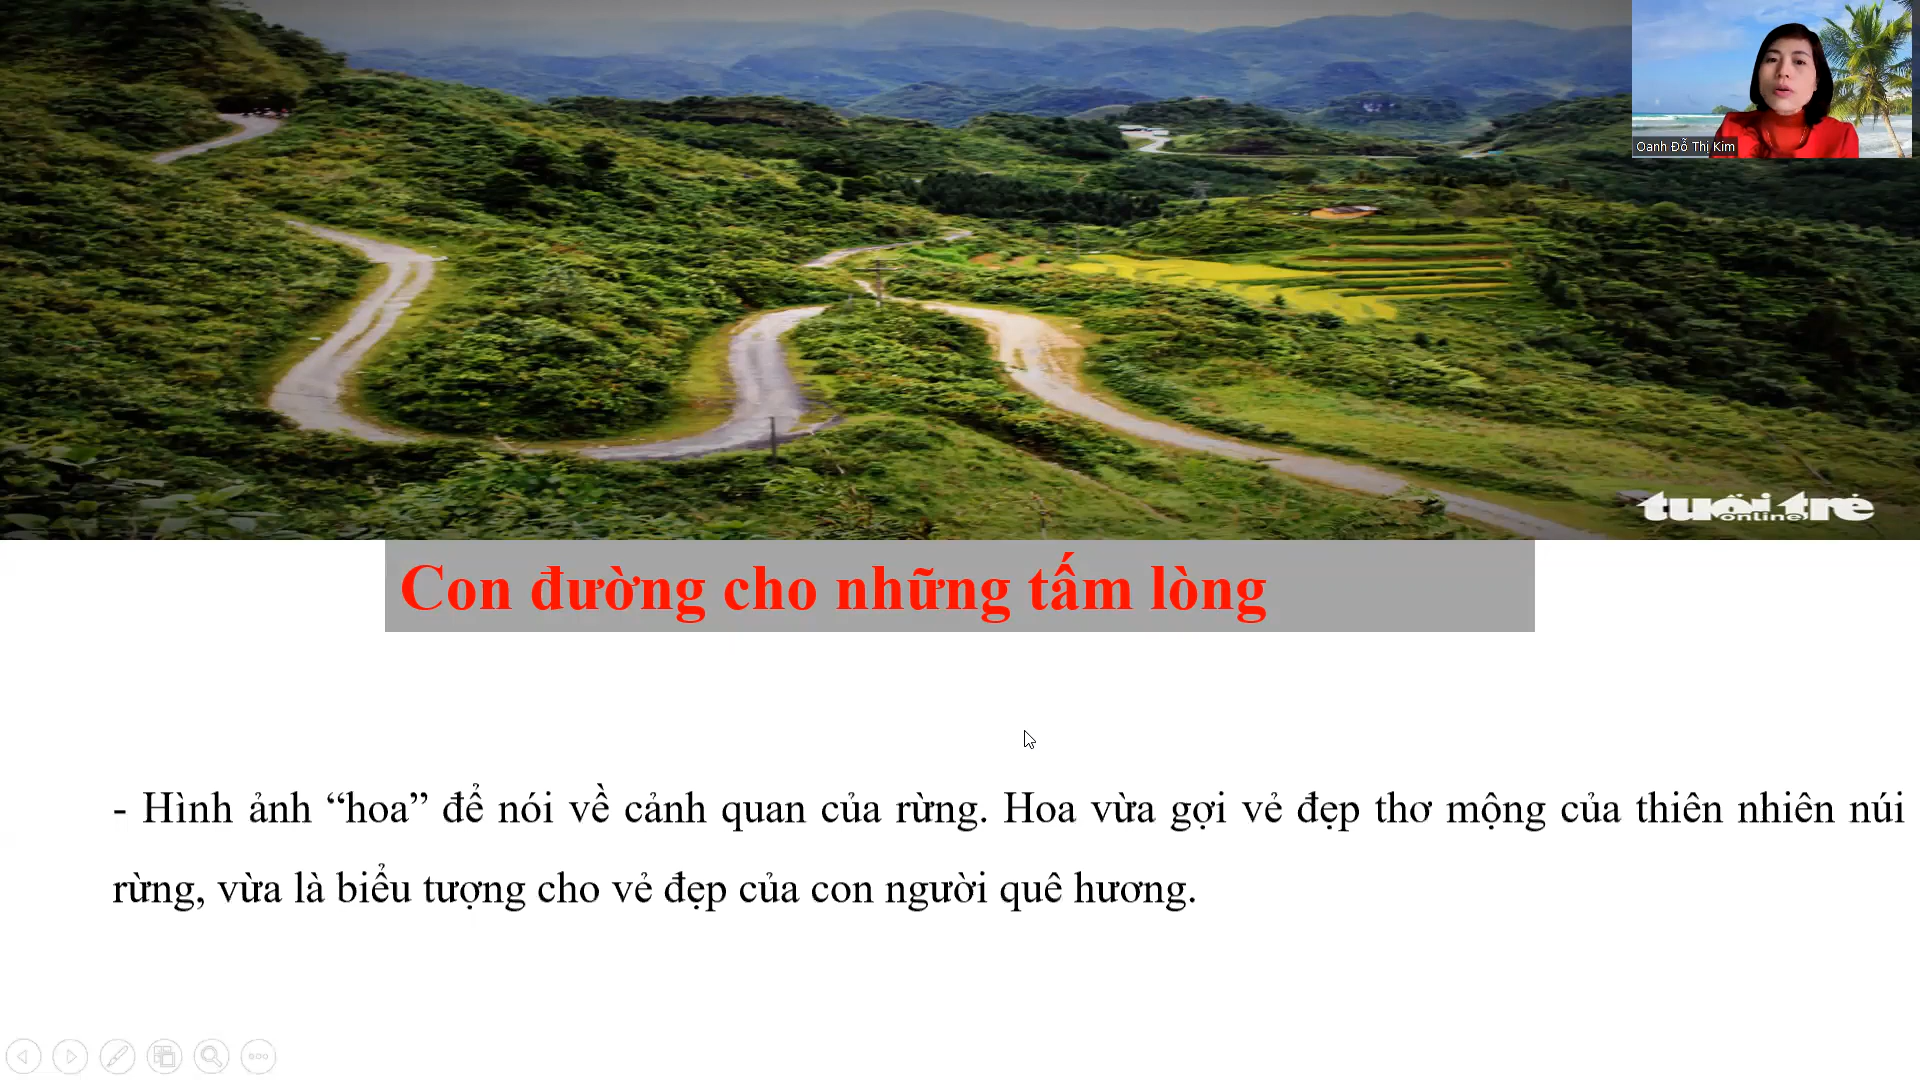 Oanh Đỗ Thị Kim
tuổi trẻ
online
Con đường cho những tấm lòng
- Hình ảnh “hoa” để nói về cảnh quan của rừng. Hoa vừa gợi vẻ đẹp thơ mộng của thiên nhiên núi
rừng, vừa là biểu tượng cho vẻ đẹp của con người quê hương.